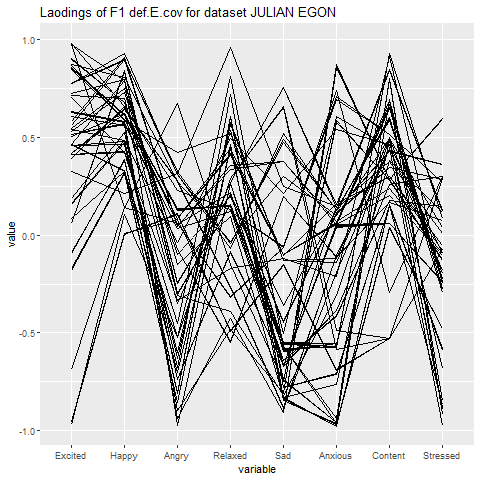 Laodings of F1 def.E.cov for dataset JULIAN EGON
1.0
0.5
0.0
-0.5
-1.0
value
Excited Happy Angry Relaxed Sad Anxious Content Stressed
variable